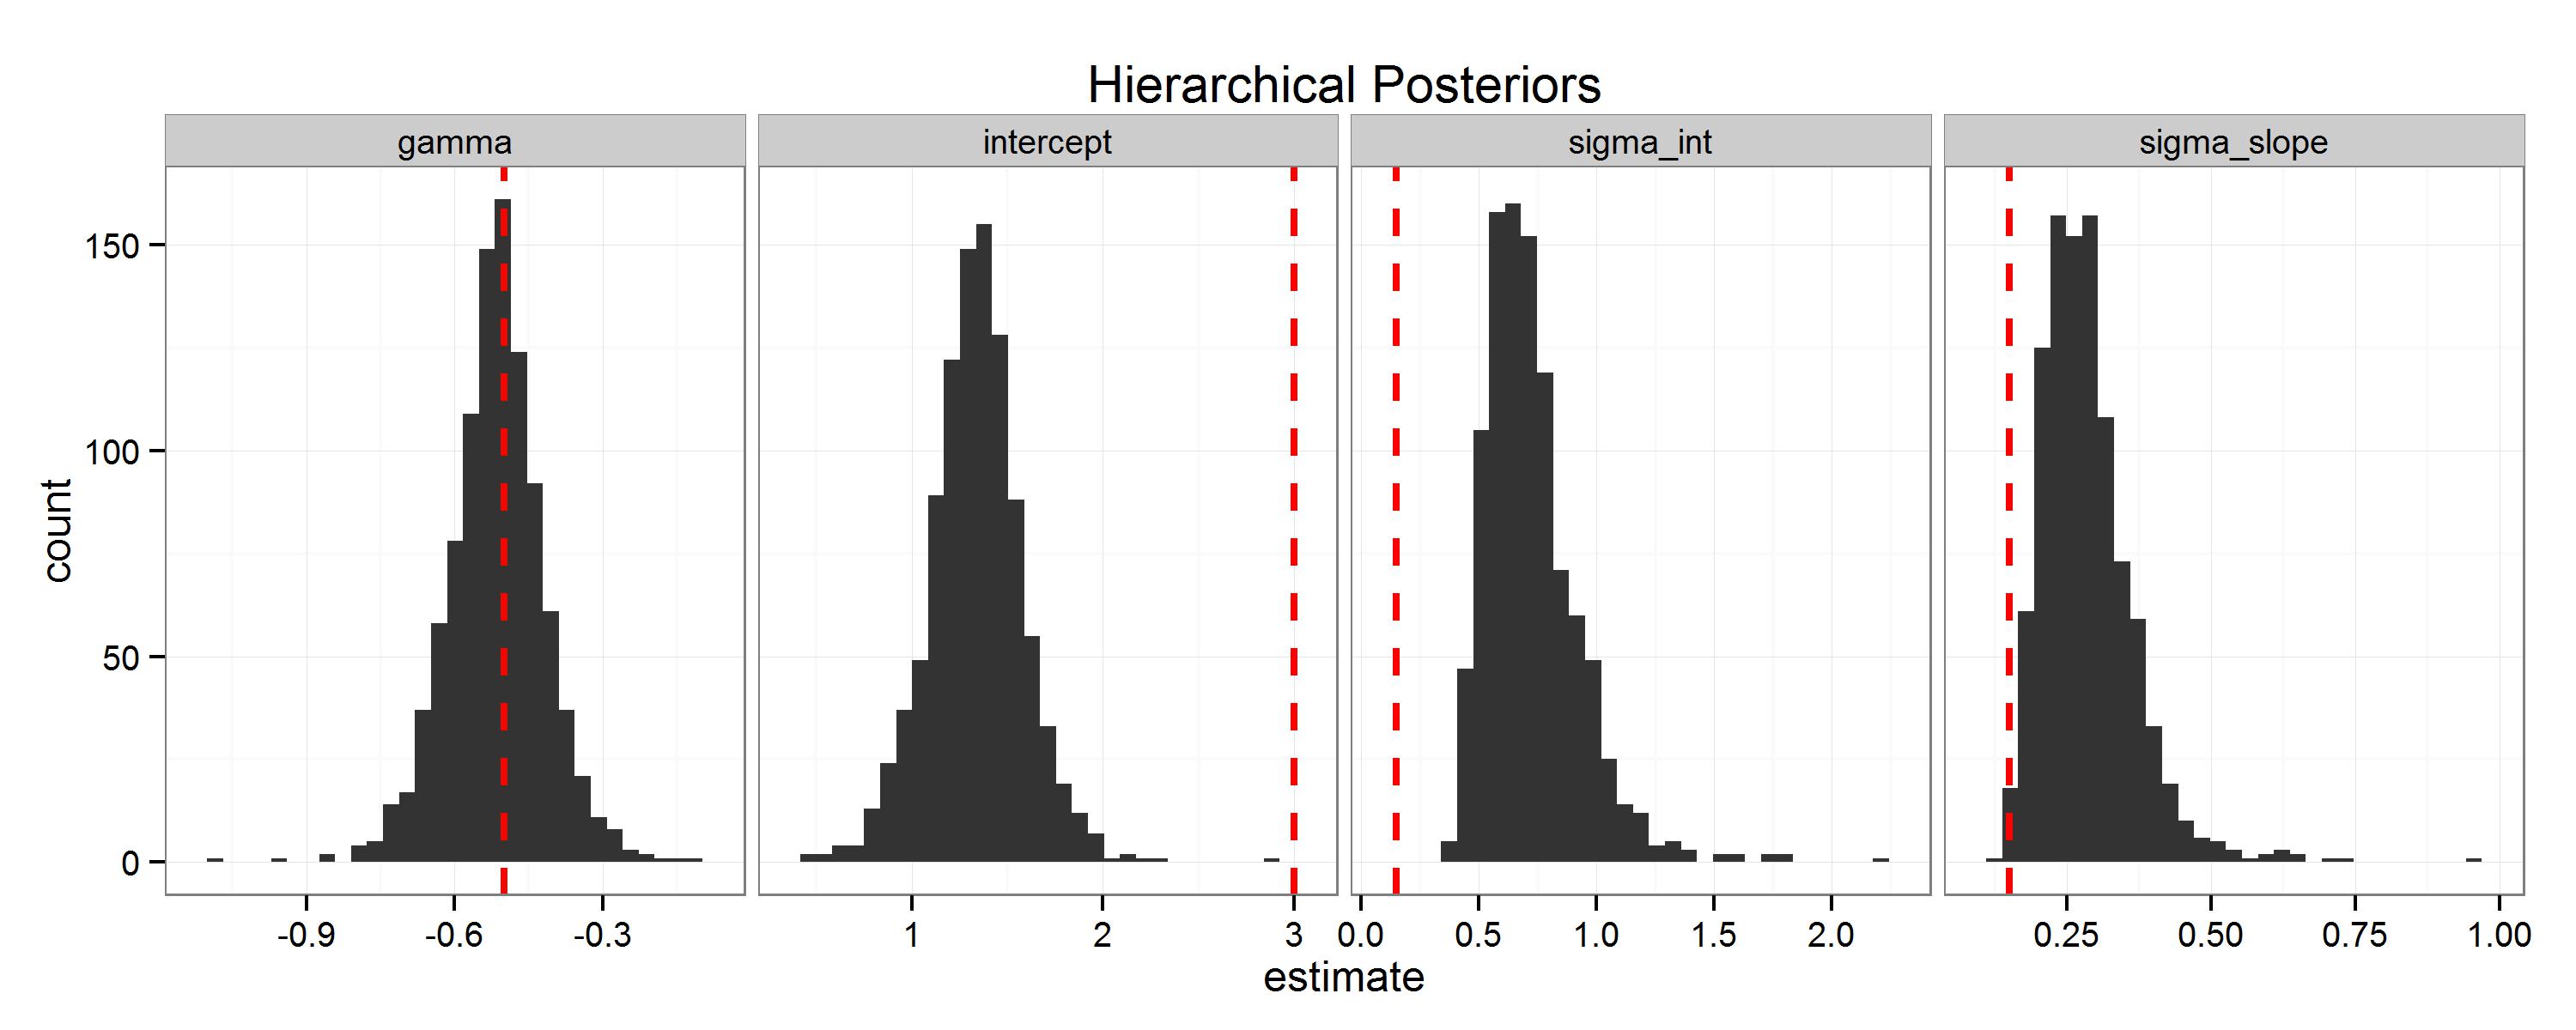 Hierarchical Posteriors
gamma intercept sigma_int sigma_slope
150
100
50
0
count
-0.9 -0.6 -0.3 1 2 3 0.0 0.5 1.0 1.5 2.0 0.25 0.50 0.75 1.00
estimate